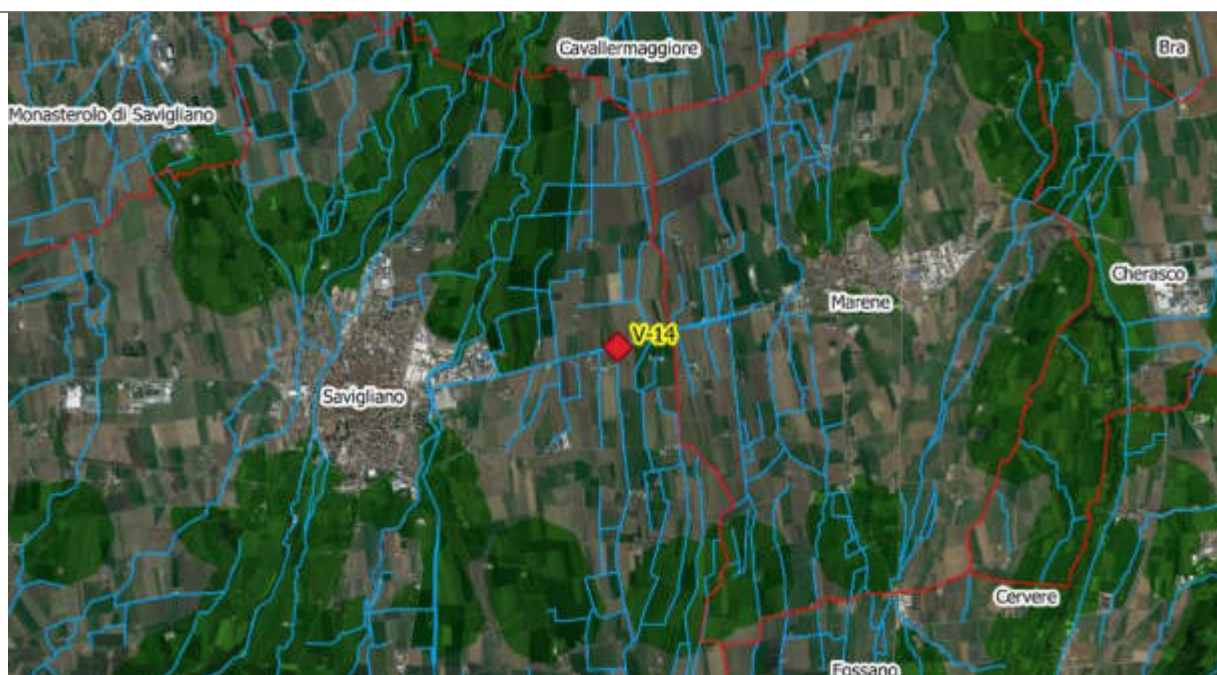 Cavallermaggiore
Bra
Monasterolo di Savigliano
Cherasco
Marene
V-14
Savigliano
Cervere
Fossano